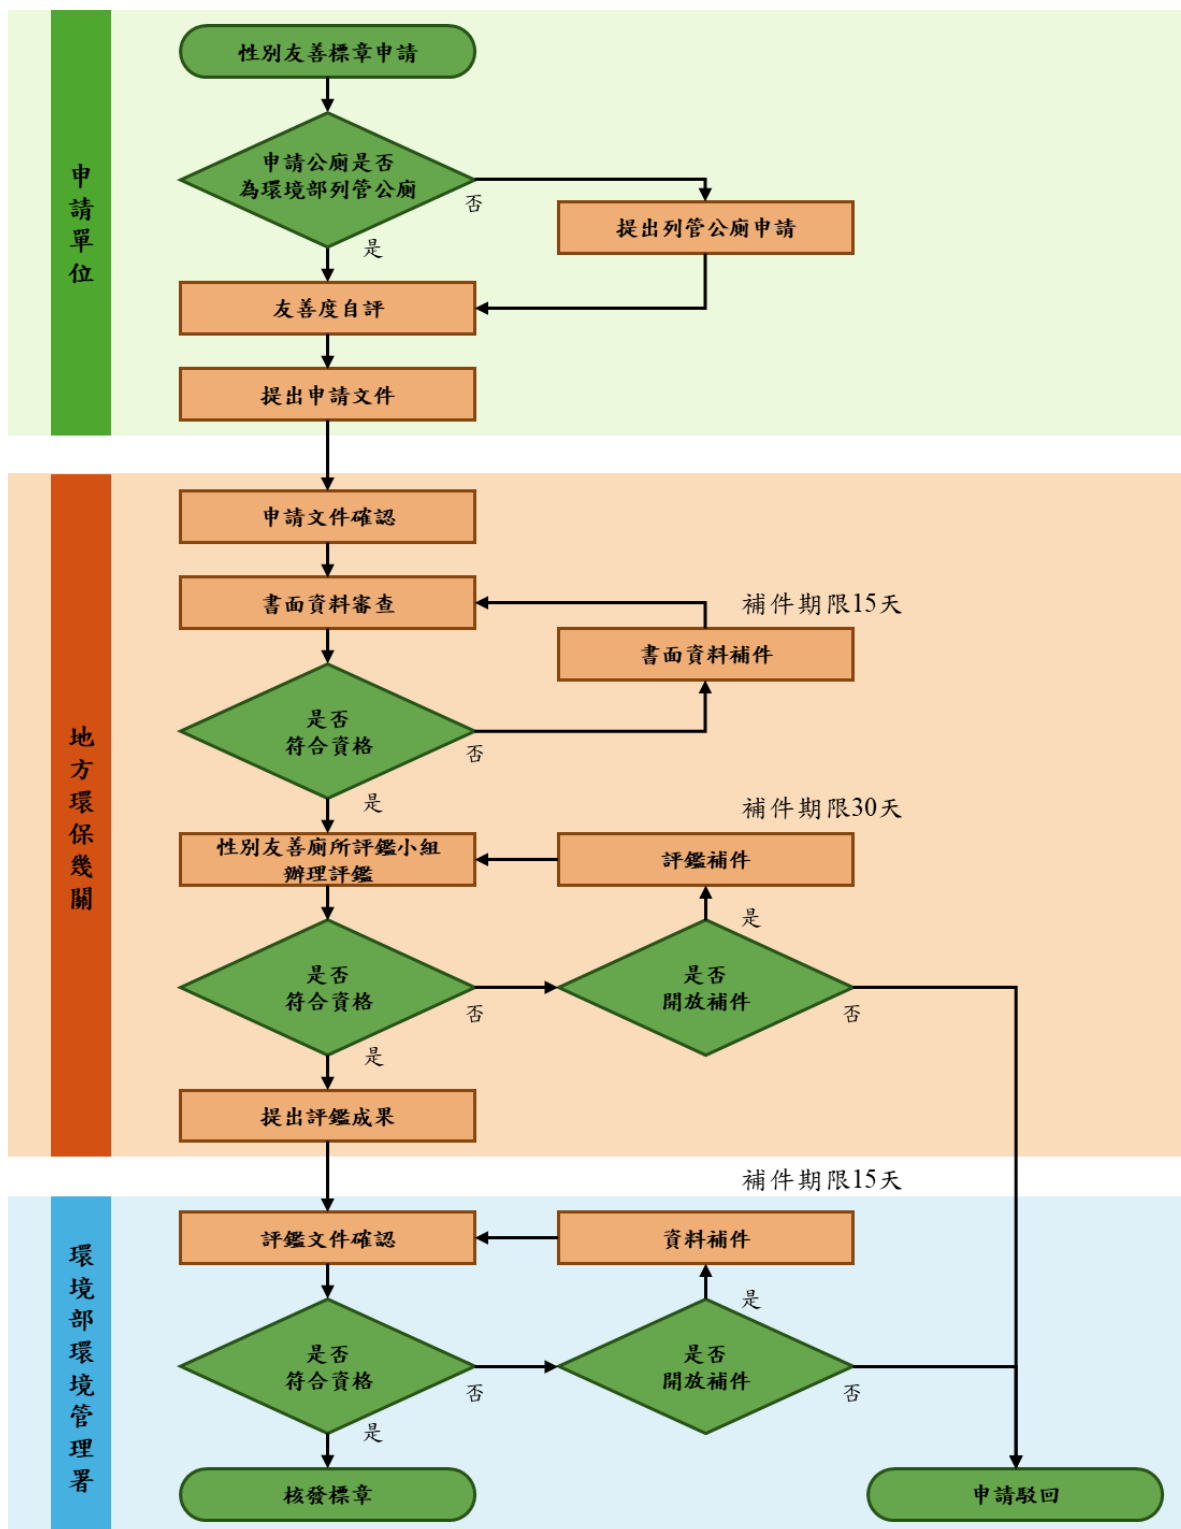 申請單位
性別友善標章申請
申請公廁是否
為環境部列管公廁
否
是
提出列管公廁申請
友善度自評
提出申請文件
地方環保幾關
申請文件確認
書面資料審查
補件期限15天
書面資料補件
是否
符合資格
否
是
補件期限30天
性別友善廁所評鑑小組
辦理評鑑
評鑑補件
是
是否
符合資格
否
是否
開放補件
否
是
提出評鑑成果
補件期限15天
環境部環境管理署
評鑑文件確認
資料補件
是
是否
符合資格
否
是否
開放補件
否
是
核發標章
申請駁回